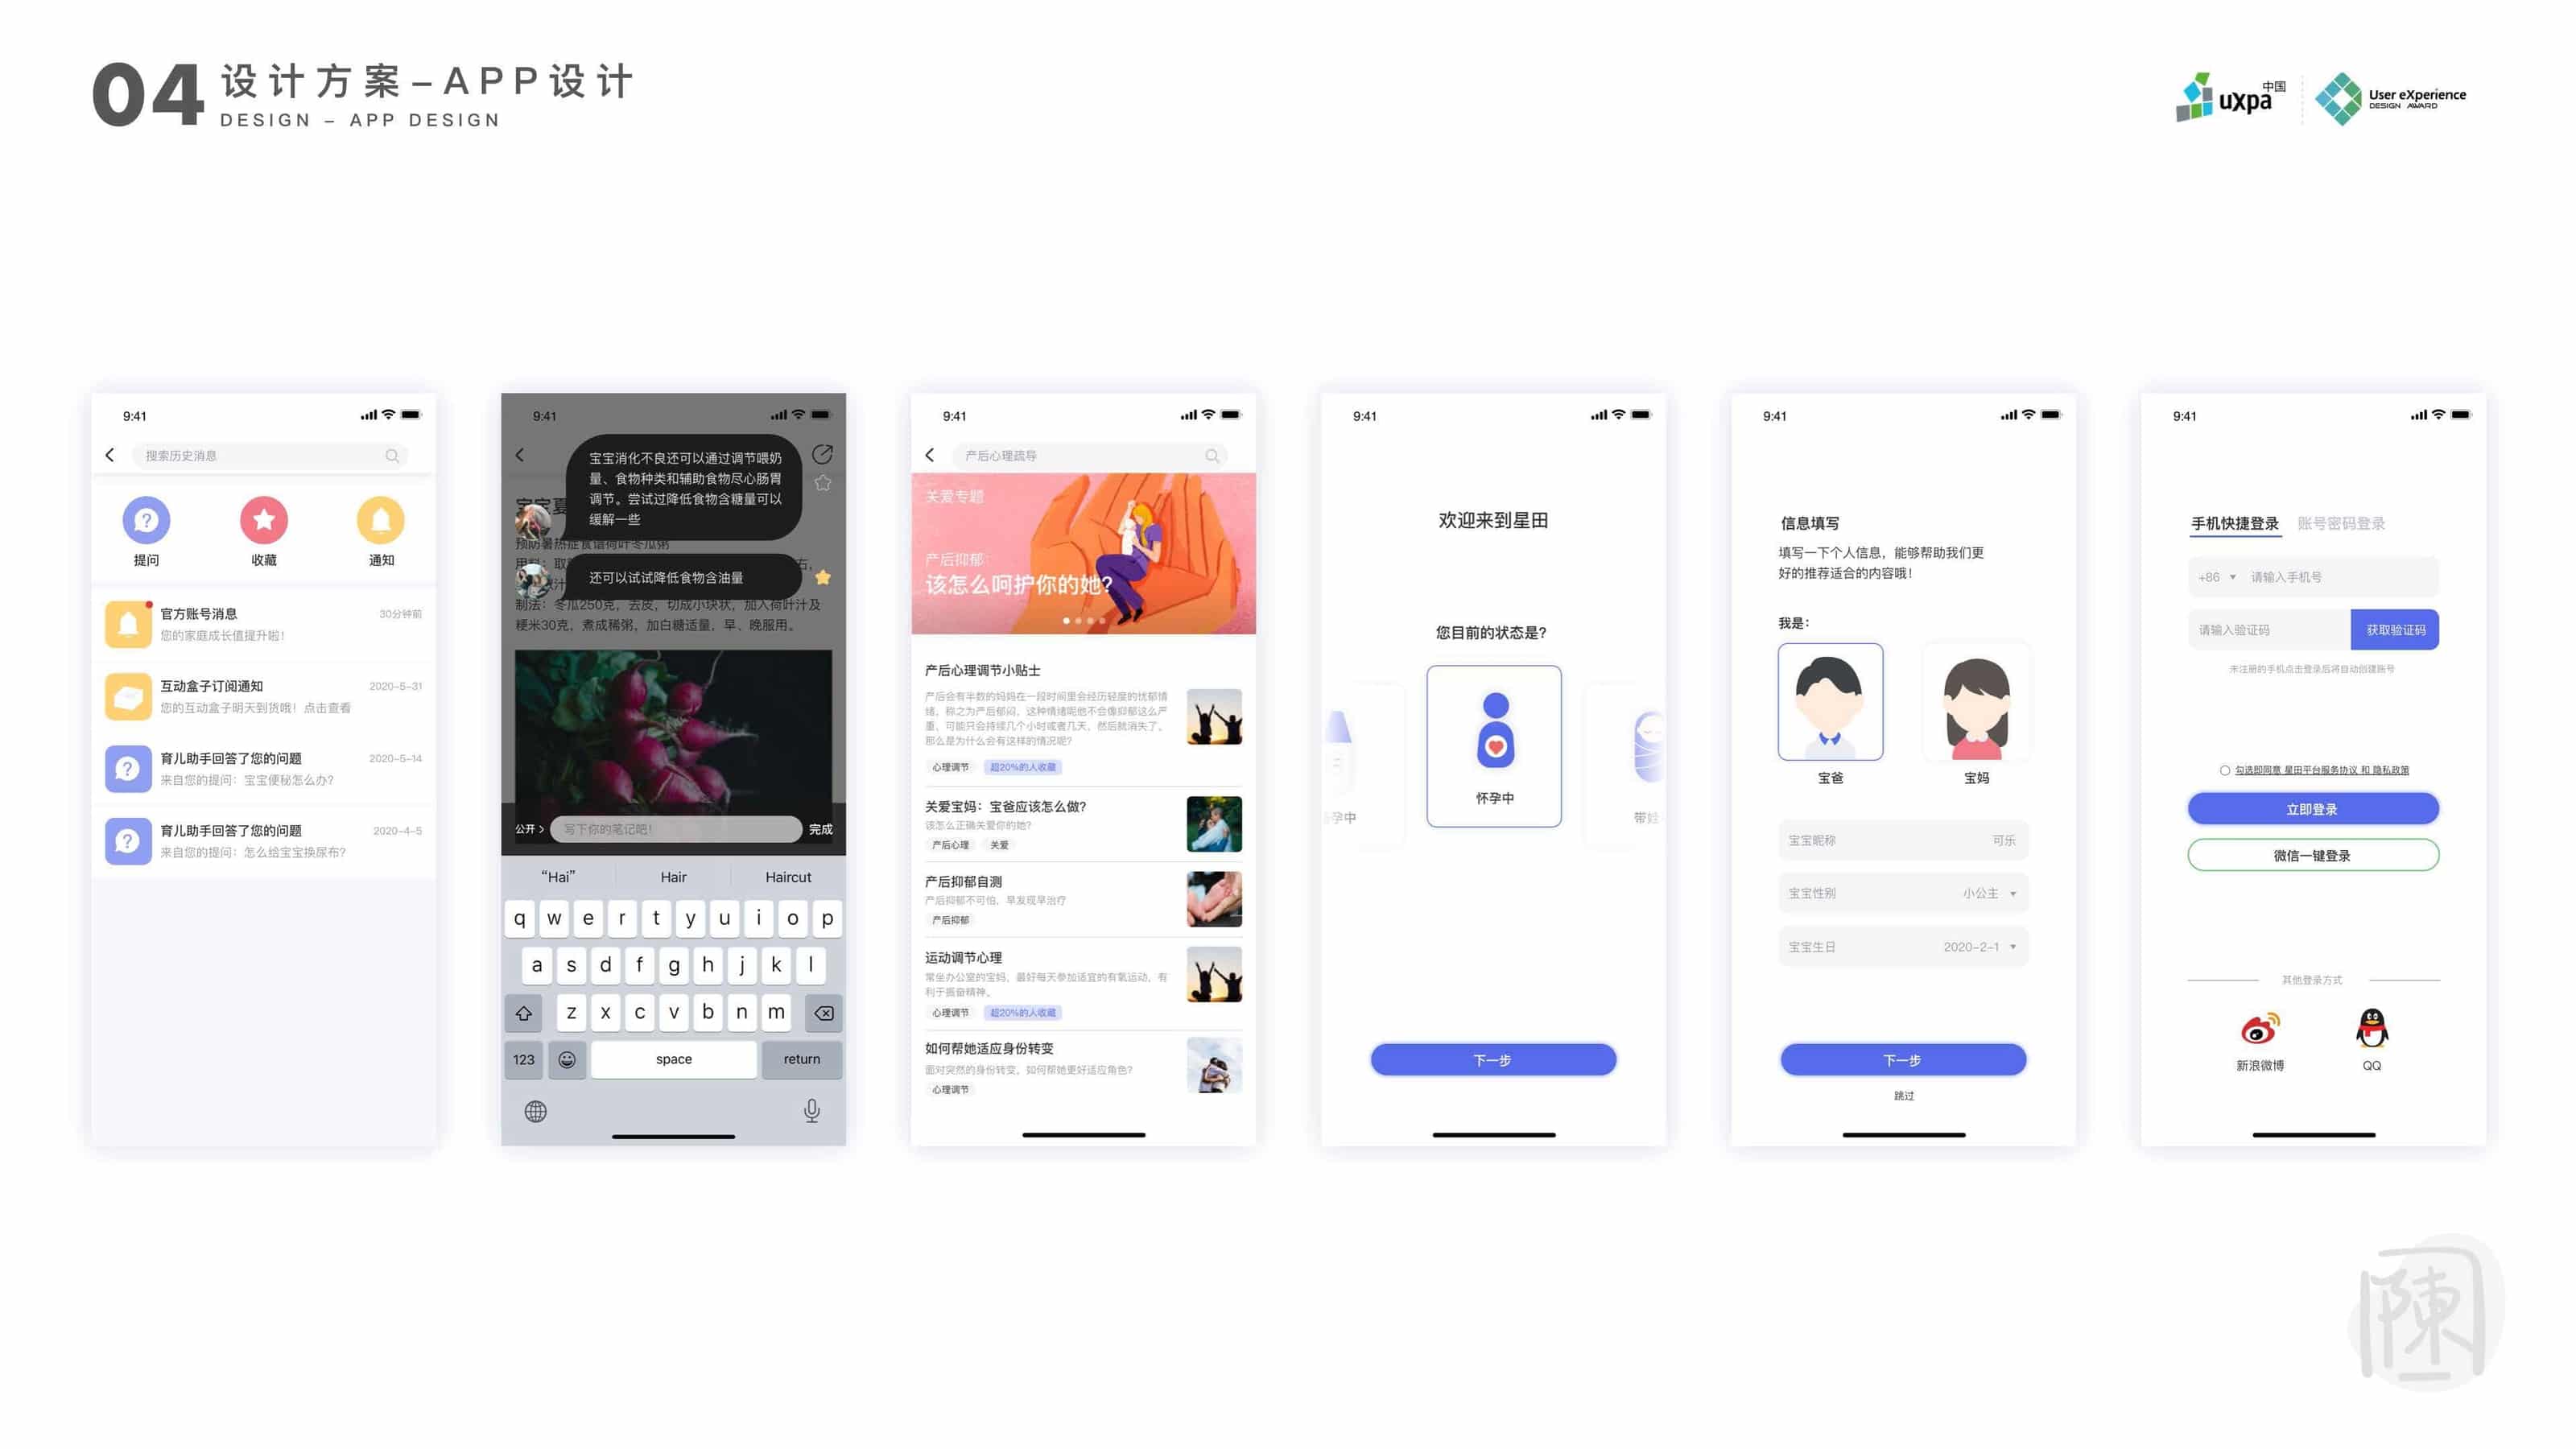 04
设计方案–APP设计
DESIGN – APP DESIGN
uxpa
中国
User eXperience
DESIGN AWARD
9:41
搜索历史消息
提问
收藏
通知
官方账号消息
30分钟前
您的家庭成长值提升啦！
互动盒子订阅通知
2020-5-31
您的互动盒子明天到货哦！点击查看
育儿助手回答了您的问题
2020-5-14
来自您的提问：宝宝便秘怎么办？
育儿助手回答了您的问题
2020-4-5
来自您的提问：怎么给宝宝换尿布？
9:41
宝宝消化不良还可以通过调节喂奶
量、食物种类和辅助食物尽心肠胃
调节。尝试过降低食物含糖量可以
缓解一些
宝宝夏
预防暑热症食谱荷叶冬瓜粥
用料：取
右，
还可以试试降低食物含油量
制法：冬瓜250克，去皮，切成小块状，加入荷叶汁及
粳米30克，煮成稀粥，加白糖适量，早、晚服用。
公开 >
写下你的笔记吧！
完成
“Hai”
Hair
Haircut
q w e r t y u i o p
a s d f g h j k l
z x c v b n m
123
space
return
9:41
产后心理疏导
关爱专题
产后抑郁：
该怎么呵护你的她？
产后心理调节小贴士
产后会有半数的妈妈在一段时间里会经历轻度的忧郁情
绪，称之为产后郁闷，这种情绪呢他不会像抑郁这么严
重，可能只会持续几个小时或者几天，然后就消失了。
那么是为什么会有这样的情况呢？
心理调节
超20%的人收藏
关爱宝妈：宝爸应该怎么做？
该怎么正确关爱你的她？
产后心理
关爱
产后抑郁自测
产后抑郁不可怕，早发现早治疗
产后抑郁
运动调节心理
常坐办公室的宝妈，最好每天参加适宜的有氧运动，有
利于振奋精神。
心理调节
超20%的人收藏
如何帮她适应身份转变
面对突然的身份转变，如何帮她更好适应角色？
心理调节
9:41
欢迎来到星田
您目前的状态是？
孕中
怀孕中
带娃
下一步
9:41
信息填写
填写一下个人信息，能够帮助我们更
好的推荐适合的内容哦！
我是：
宝爸
宝妈
宝宝昵称
可乐
宝宝性别
小公主
宝宝生日
2020-2-1
下一步
跳过
9:41
手机快捷登录
账号密码登录
+86
请输入手机号
请输入验证码
获取验证码
未注册的手机点击登录后将自动创建账号
勾选即同意 星田平台服务协议 和 隐私政策
立即登录
微信一键登录
其他登录方式
新浪微博
QQ
陳